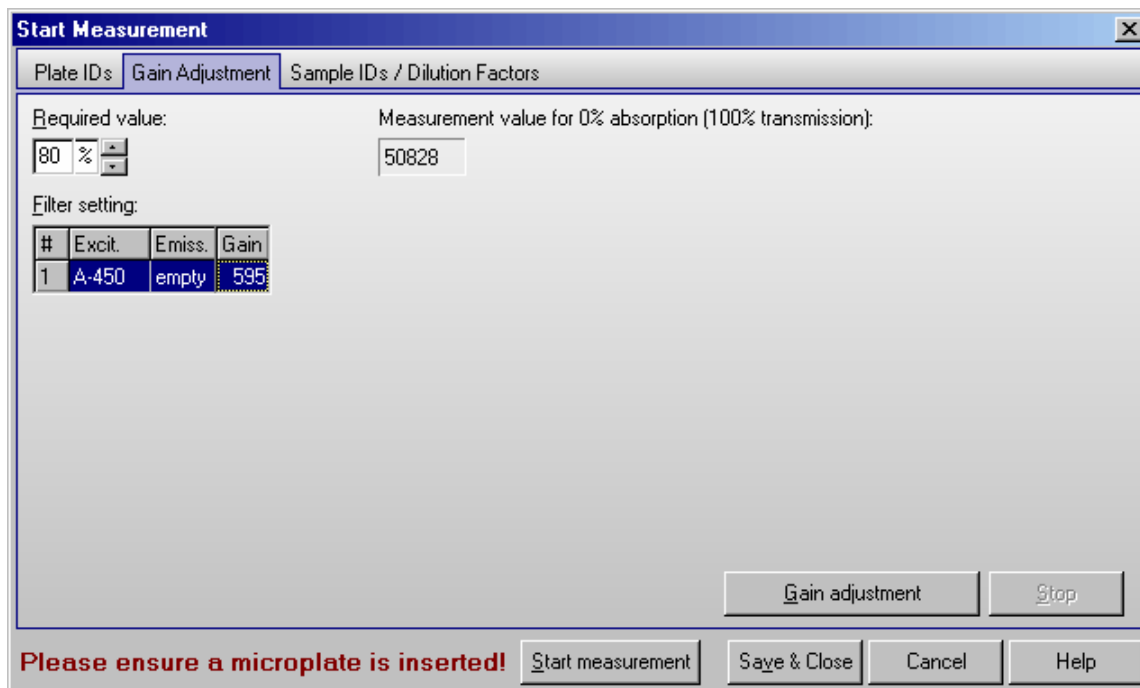 Start Measurement
Plate IDs Gain Adjustment Sample IDs / Dilution Factors
Required value: Measurement value for 0% absorption (100% transmission):
80 % 50828
Filter setting:
# Excit. Emiss. Gain
1 A-450 empty 595
Gain adjustment Stop
Please ensure a microplate is inserted! Start measurement Save & Close Cancel Help